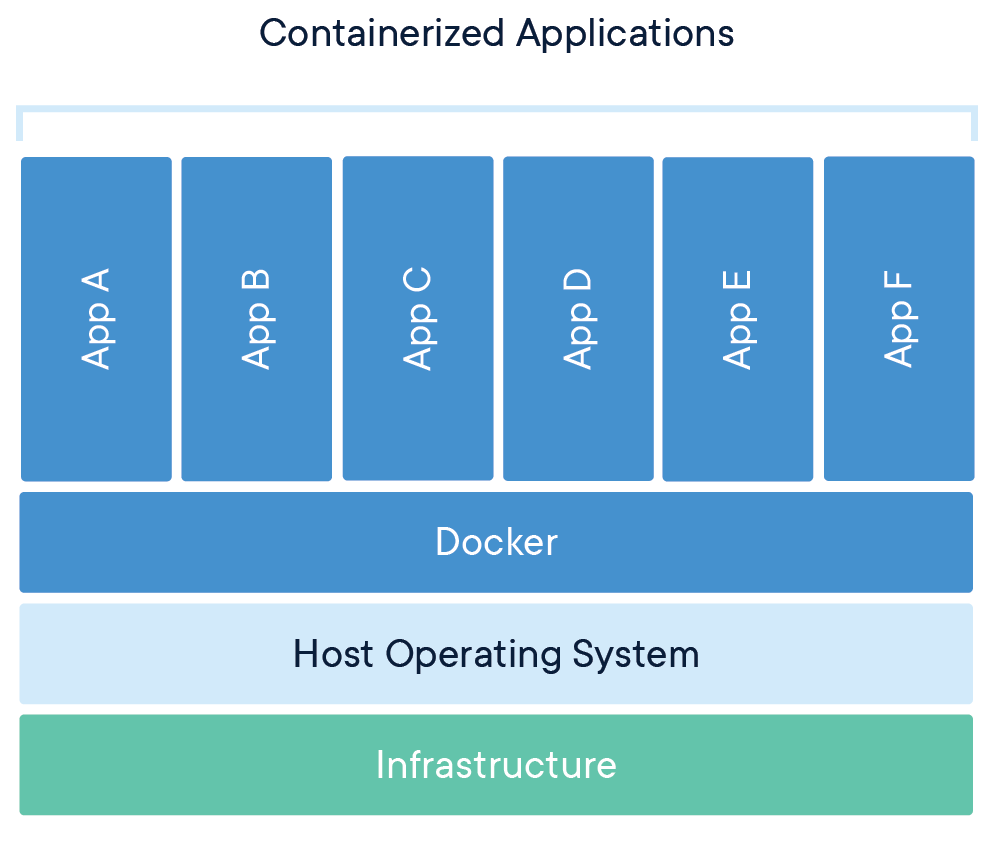 Containerized Applications
App A
App B
App C
App D
App E
App F
Docker
Host Operating System
Infrastructure